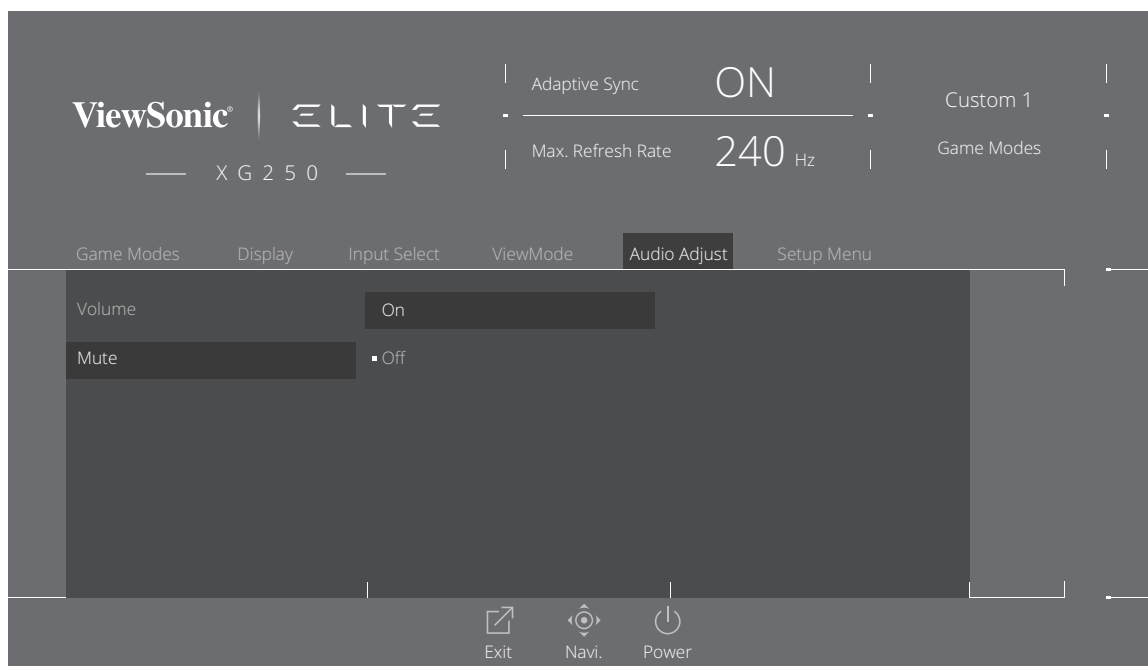 ViewSonic® ELITE
XG250
Adaptive Sync ON
Max. Refresh Rate 240 Hz
Custom 1
Game Modes
Game Modes Display Input Select ViewMode Audio Adjust Setup Menu
Volume On
Mute Off
Exit Navi. Power